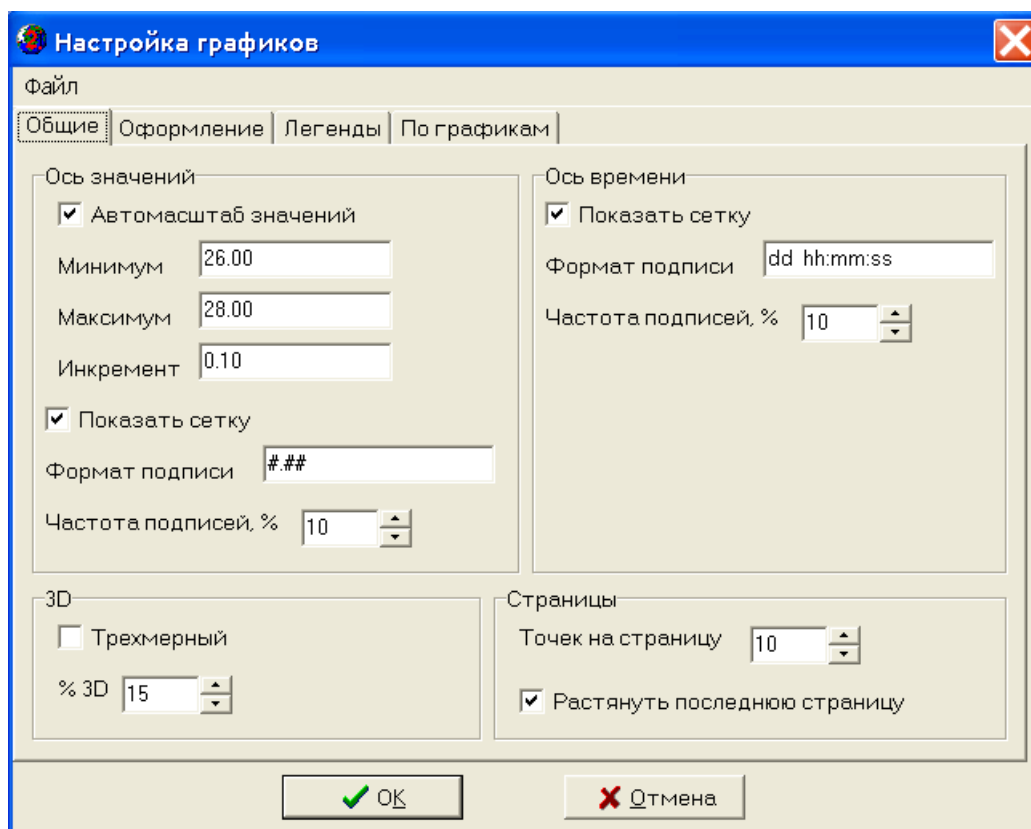 Настройка графиков
Файл
Общие Оформление Легенды По графикам
Ось значений
Автомасштаб значений
Минимум 26.00
Максимум 28.00
Инкремент 0.10
Показать сетку
Формат подписи #.##
Частота подписей, % 10
Ось времени
Показать сетку
Формат подписи dd hh:mm:ss
Частота подписей, % 10
3D
Трехмерный
% 3D 15
Страницы
Точек на страницу 10
Растянуть последнюю страницу
OK Отмена